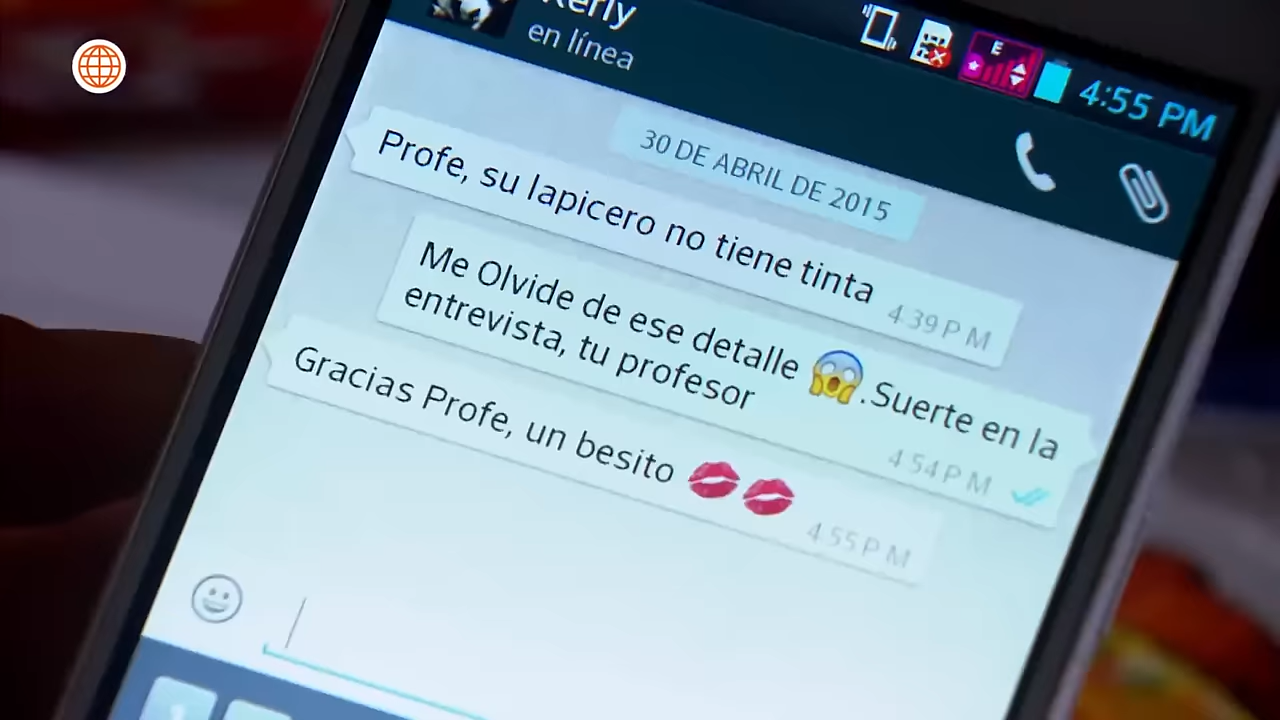 Kerly
en línea
E
4:55 PM
30 DE ABRIL DE 2015
Profe, su lapicero no tiene tinta
4:39 PM
Me Olvide de ese detalle 😱.Suerte en la
entrevista, tu profesor
4:54 PM
Gracias Profe, un besito 💋💋
4:55 PM